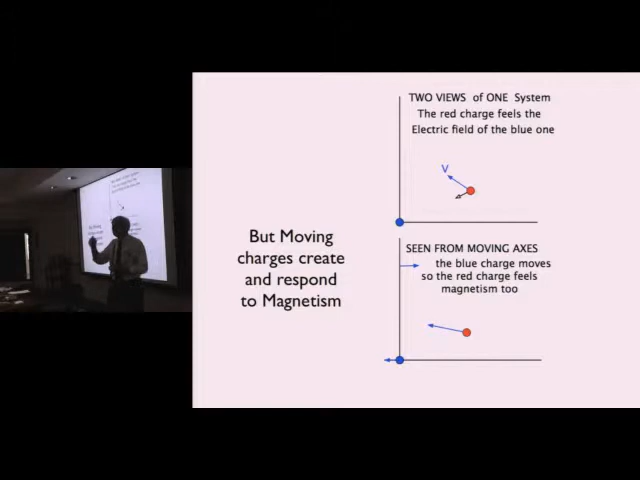 TWO VIEWS of ONE System
The red charge feels the
Electric field of the blue one
V
But Moving
charges create
and respond
to Magnetism
SEEN FROM MOVING AXES
the blue charge moves
so the red charge feels
magnetism too